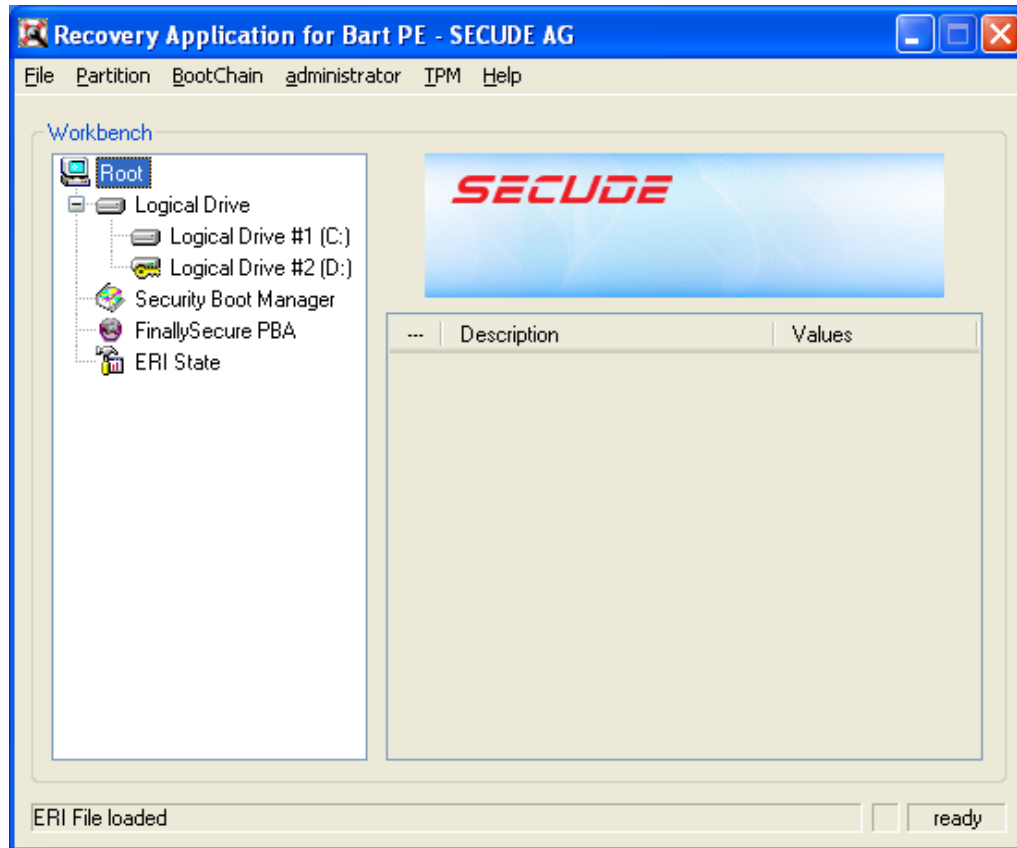 Recovery Application for Bart PE - SECUDE AG
File Partition BootChain administrator TPM Help
Workbench
Root
Logical Drive
Logical Drive #1 (C:)
Logical Drive #2 (D:)
Security Boot Manager
FinallySecure PBA
ERI State
SECUDE
--- Description Values
ERI File loaded
ready